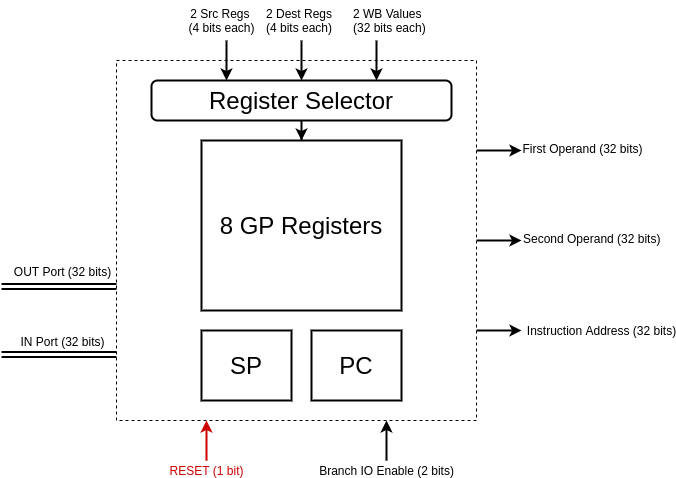 2 Src Regs
(4 bits each)
2 Dest Regs
(4 bits each)
2 WB Values
(32 bits each)
Register Selector
8 GP Registers
First Operand (32 bits)
Second Operand (32 bits)
OUT Port (32 bits)
IN Port (32 bits)
Instruction Address (32 bits)
SP
PC
RESET (1 bit)
Branch IO Enable (2 bits)